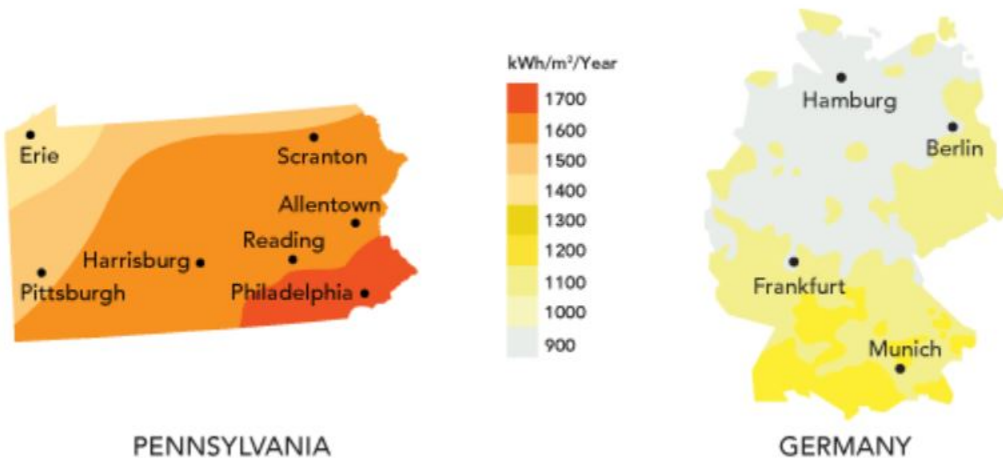 kWh/m²/Year
1700
1600
1500
1400
1300
1200
1100
1000
900
Erie
Scranton
Allentown
Reading
Harrisburg
Pittsburgh
Philadelphia
PENNSYLVANIA
Hamburg
Berlin
Frankfurt
Munich
GERMANY